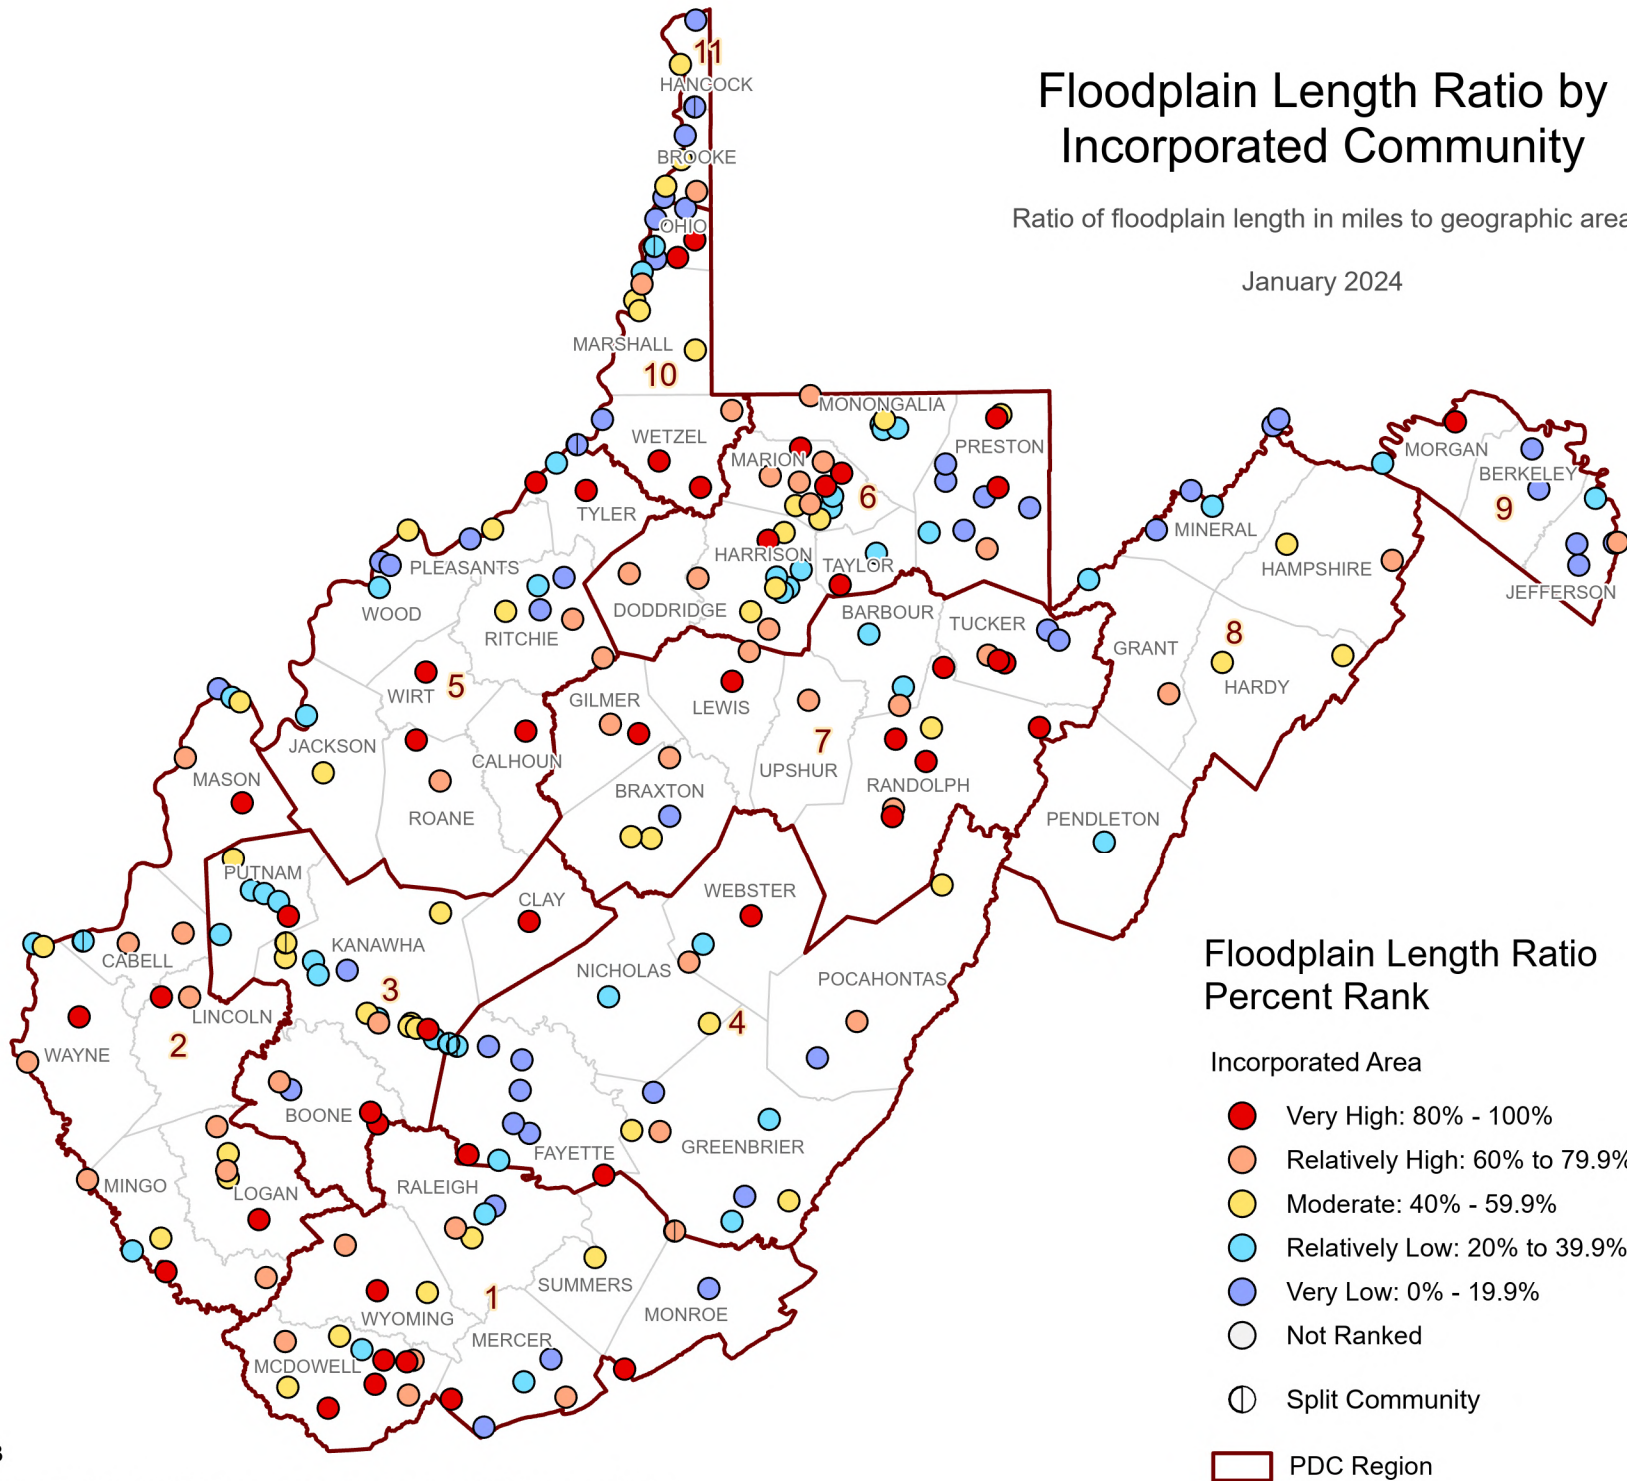 Floodplain Length Ratio by
Incorporated Community
Ratio of floodplain length in miles to geographic area
January 2024
11
HANCOCK
BROOKE
OHIO
MARSHALL
10
WETZEL
MONONGALIA
PRESTON
MARION
6
TYLER
HARRISON
TAYLOR
PLEASANTS
DODDRIDGE
WOOD
RITCHIE
BARBOUR
TUCKER
MORGAN
BERKELEY
9
JEFFERSON
MINERAL
HAMPSHIRE
8
GRANT
HARDY
WIRT
5
GILMER
LEWIS
7
UPSHUR
RANDOLPH
PENDLETON
JACKSON
CALHOUN
MASON
ROANE
BRAXTON
PUTNAM
CLAY
WEBSTER
KANAWHA
CABELL
3
NICHOLAS
POCAHONTAS
LINCOLN
2
4
WAYNE
BOONE
FAYETTE
GREENBRIER
MINGO
LOGAN
RALEIGH
SUMMERS
1
WYOMING
MONROE
MERCER
MCDOWELL
Floodplain Length Ratio
Percent Rank
Incorporated Area
Very High: 80% - 100%
Relatively High: 60% to 79.9%
Moderate: 40% - 59.9%
Relatively Low: 20% to 39.9%
Very Low: 0% - 19.9%
Not Ranked
Split Community
PDC Region